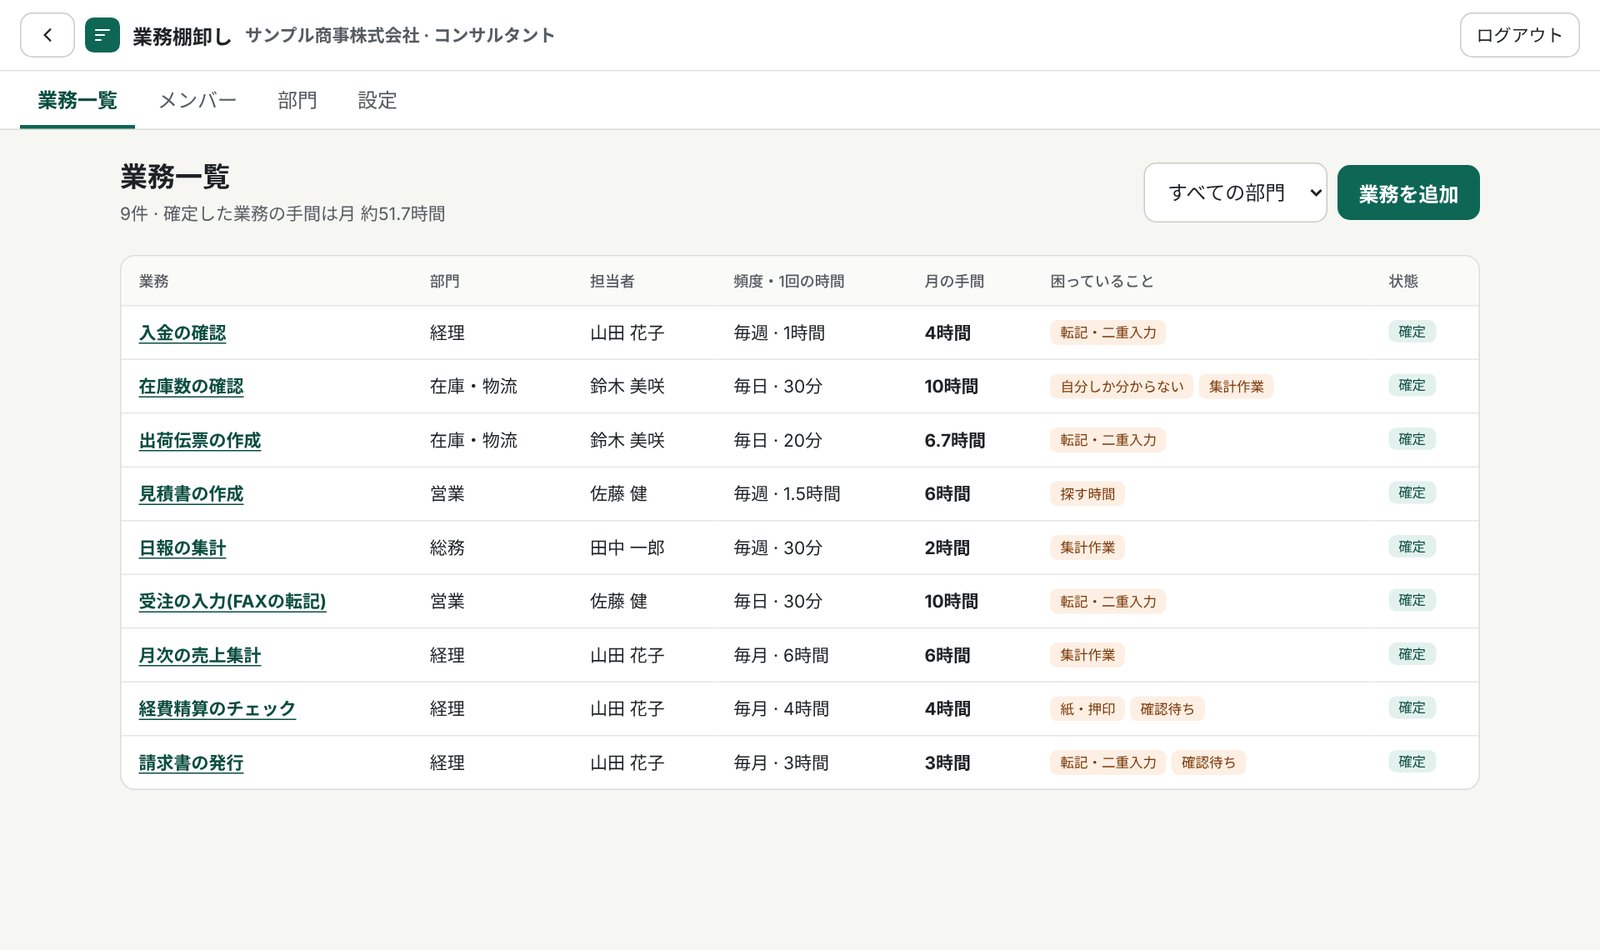 業務棚卸し サンプル商事株式会社 · コンサルタント ログアウト
業務一覧 メンバー 部門 設定
業務一覧
9件 · 確定した業務の手間は月 約51.7時間
すべての部門 業務を追加
業務 部門 担当者 頻度・1回の時間 月の手間 困っていること 状態
入金の確認 経理 山田 花子 毎週 · 1時間 4時間 転記・二重入力 確定
在庫数の確認 在庫・物流 鈴木 美咲 毎日 · 30分 10時間 自分しか分からない 集計作業 確定
出荷伝票の作成 在庫・物流 鈴木 美咲 毎日 · 20分 6.7時間 転記・二重入力 確定
見積書の作成 営業 佐藤 健 毎週 · 1.5時間 6時間 探す時間 確定
日報の集計 総務 田中 一郎 毎週 · 30分 2時間 集計作業 確定
受注の入力(FAXの転記) 営業 佐藤 健 毎日 · 30分 10時間 転記・二重入力 確定
月次の売上集計 経理 山田 花子 毎月 · 6時間 6時間 集計作業 確定
経費精算のチェック 経理 山田 花子 毎月 · 4時間 4時間 紙・押印 確認待ち 確定
請求書の発行 経理 山田 花子 毎月 · 3時間 3時間 転記・二重入力 確認待ち 確定